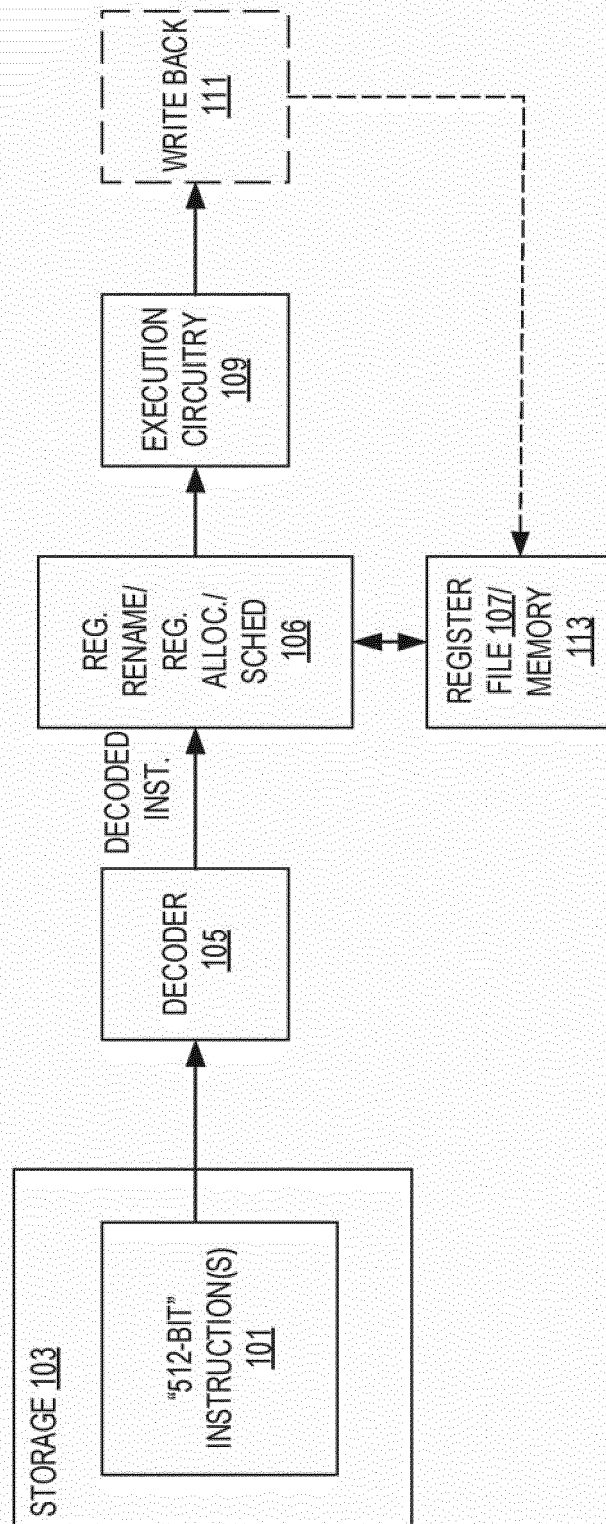 STORAGE 103
“512-BIT”
INSTRUCTION(S)
101
DECODER
105
DECODED
INST.
REG.
RENAME/
REG.
ALLOC./
SCHED
106
REGISTER
FILE 107/
MEMORY
113
EXECUTION
CIRCUITRY
109
WRITE BACK
111